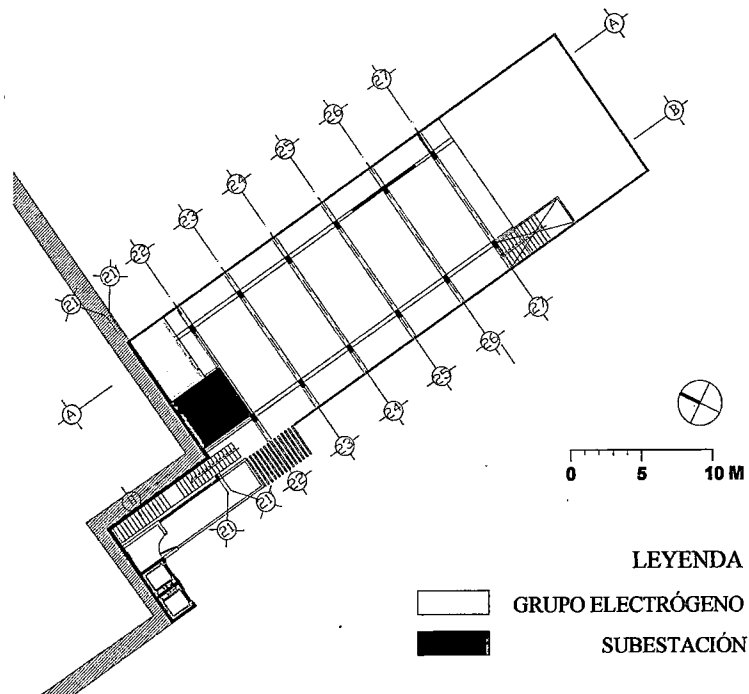 A
B
27
26
25
24
23
22
21
21
A
27
26
25
24
23
22
21
21
B
0 5 10 M
LEYENDA
GRUPO ELECTRÓGENO
SUBESTACIÓN